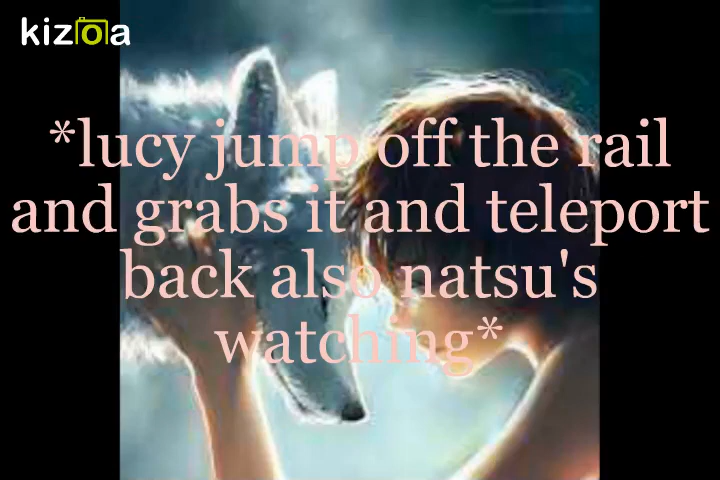 kizoa
*lucy jump off the rail
and grabs it and teleport
back also natsu's
watching*